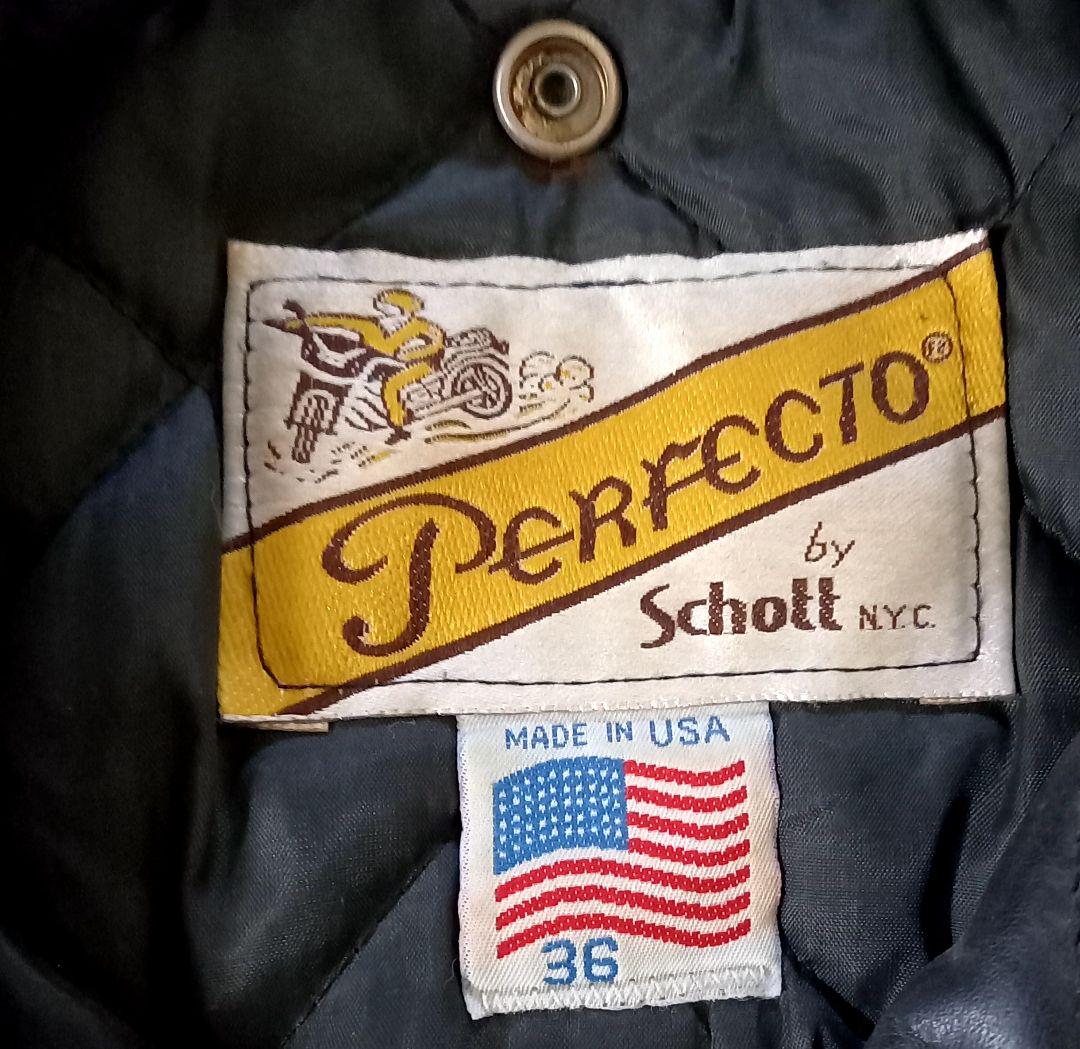 PERFECTO®
by
Schott N.Y.C.
MADE IN USA
36